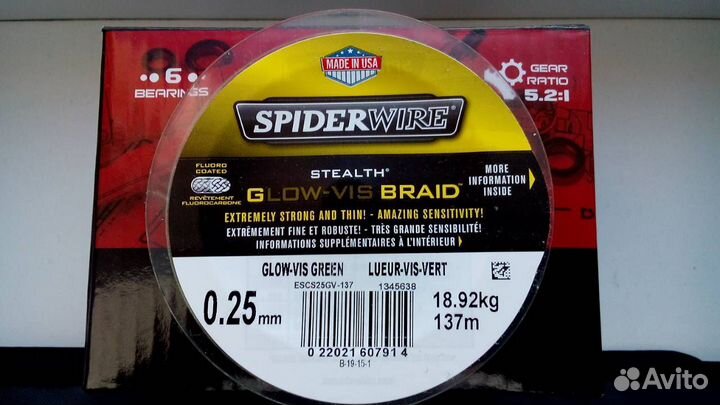 MADE IN USA
6
BEARINGS
GEAR
RATIO
5.2:1
SPIDERWIRE®
FLUORO
COATED
REVÊTEMENT
FLUOROCARBONE
STEALTH®
GLOW-VIS BRAID™
MORE
INFORMATION
INSIDE
EXTREMELY STRONG AND THIN! - AMAZING SENSITIVITY!
EXTRÊMEMENT FINE ET ROBUSTE! - TRÈS GRANDE SENSIBILITÉ!
INFORMATIONS SUPPLÉMENTAIRES À L'INTÉRIEUR
GLOW-VIS GREEN LUEUR-VIS-VERT
ESCS25GV-137 1345638
0.25mm
18.92kg
137m
0 22021 60791 4
B-19-15-1
Avito